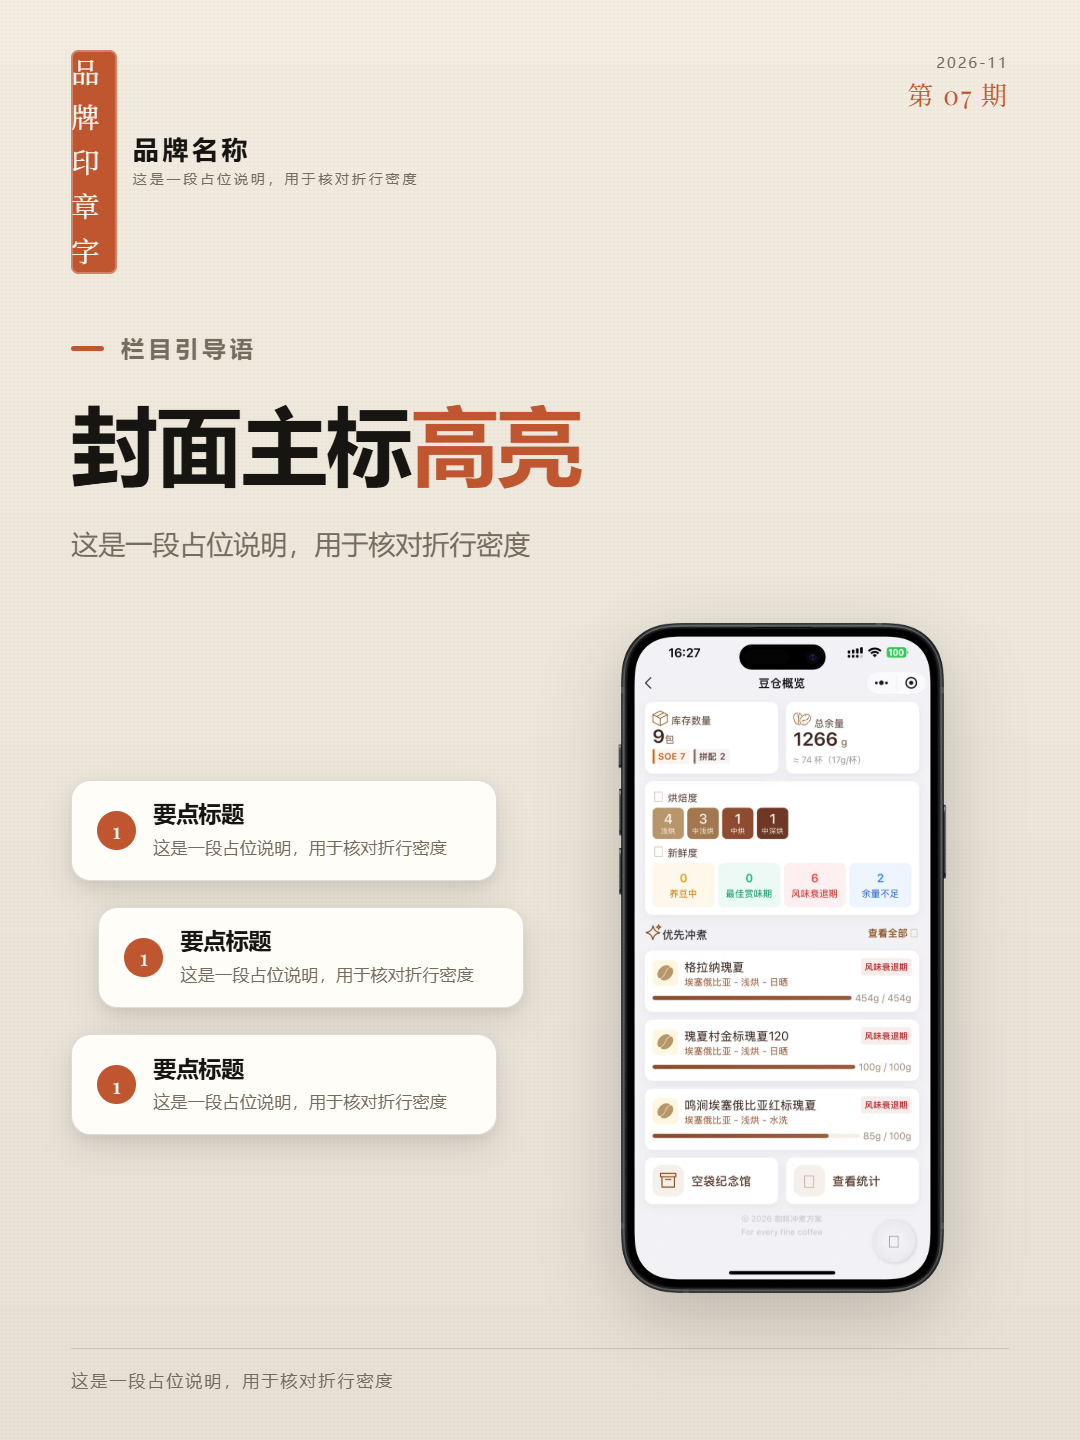 品牌印章字
品牌名称
这是一段占位说明，用于核对折行密度
2026-11
第 07 期
栏目引导语
封面主标高亮
这是一段占位说明，用于核对折行密度
1
要点标题
这是一段占位说明，用于核对折行密度
1
要点标题
这是一段占位说明，用于核对折行密度
1
要点标题
这是一段占位说明，用于核对折行密度
16:27
100
豆仓概览
库存数量
9包
SOE 7 拼配 2
总余量
1266 g
≈ 74 杯（17g/杯）
烘焙度
4 3 1 1
浅烘 中浅烘 中烘 中深烘
新鲜度
0 0 6 2
养豆中 最佳赏味期 风味衰退期 余量不足
优先冲煮 查看全部
格拉纳瑰夏 风味衰退期
埃塞俄比亚 - 浅烘 - 日晒
454g / 454g
瑰夏村金标瑰夏120 风味衰退期
埃塞俄比亚 - 浅烘 - 日晒
100g / 100g
鸣涧埃塞俄比亚红标瑰夏 风味衰退期
埃塞俄比亚 - 浅烘 - 水洗
85g / 100g
空袋纪念馆 查看统计
© 2026 咖啡冲煮方案
For every fine coffee
这是一段占位说明，用于核对折行密度